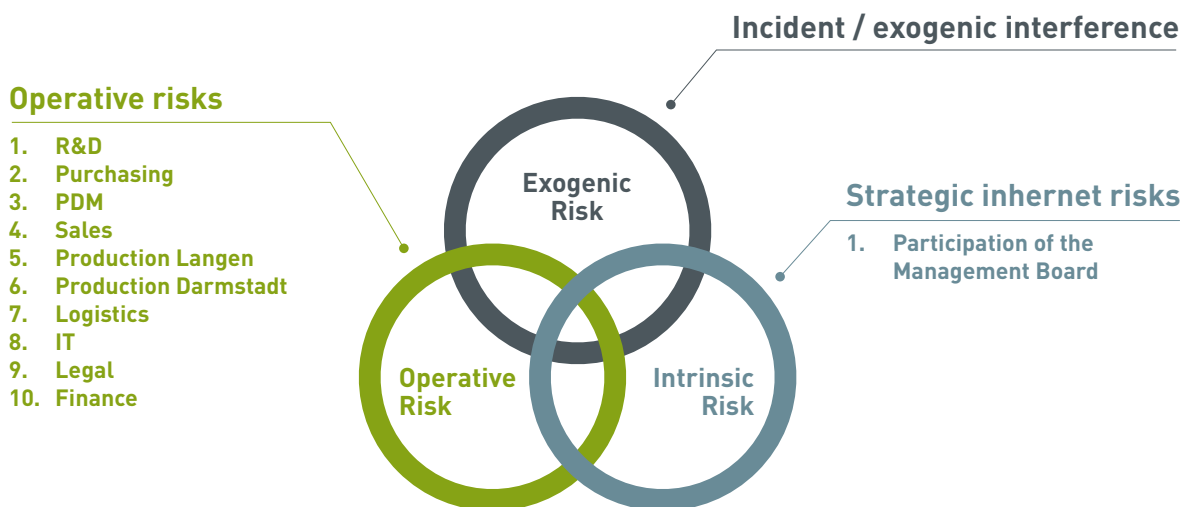 Incident / exogenic interference
Operative risks
1. R&D
2. Purchasing
3. PDM
4. Sales
5. Production Langen
6. Production Darmstadt
7. Logistics
8. IT
9. Legal
10. Finance
Exogenic
Risk
Strategic inhernet risks
1. Participation of the
Management Board
Operative
Risk
Intrinsic
Risk